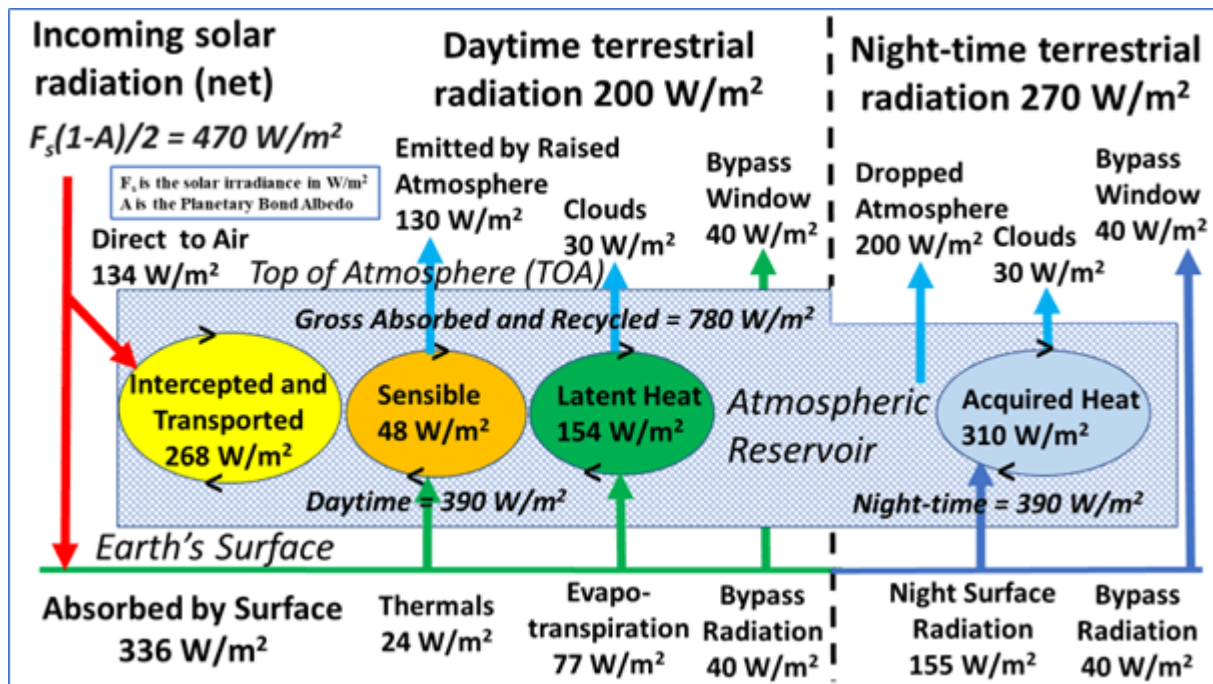 Incoming solar
radiation (net)
Fₛ(1-A)/2 = 470 W/m²
Fₛ is the solar irradiance in W/m²
A is the Planetary Bond Albedo
Direct to Air
134 W/m²
Daytime terrestrial
radiation 200 W/m²
Emitted by Raised
Atmosphere
130 W/m²
Clouds
30 W/m²
Bypass
Window
40 W/m²
Night-time terrestrial
radiation 270 W/m²
Dropped
Atmosphere
200 W/m²
Clouds
30 W/m²
Bypass
Window
40 W/m²
Top of Atmosphere (TOA)
Gross Absorbed and Recycled = 780 W/m²
Intercepted and
Transported
268 W/m²
Sensible
48 W/m²
Latent Heat
154 W/m²
Atmospheric
Reservoir
Acquired Heat
310 W/m²
Daytime = 390 W/m²
Night-time = 390 W/m²
Earth's Surface
Absorbed by Surface
336 W/m²
Thermals
24 W/m²
Evapo-
transpiration
77 W/m²
Bypass
Radiation
40 W/m²
Night Surface
Radiation
155 W/m²
Bypass
Radiation
40 W/m²